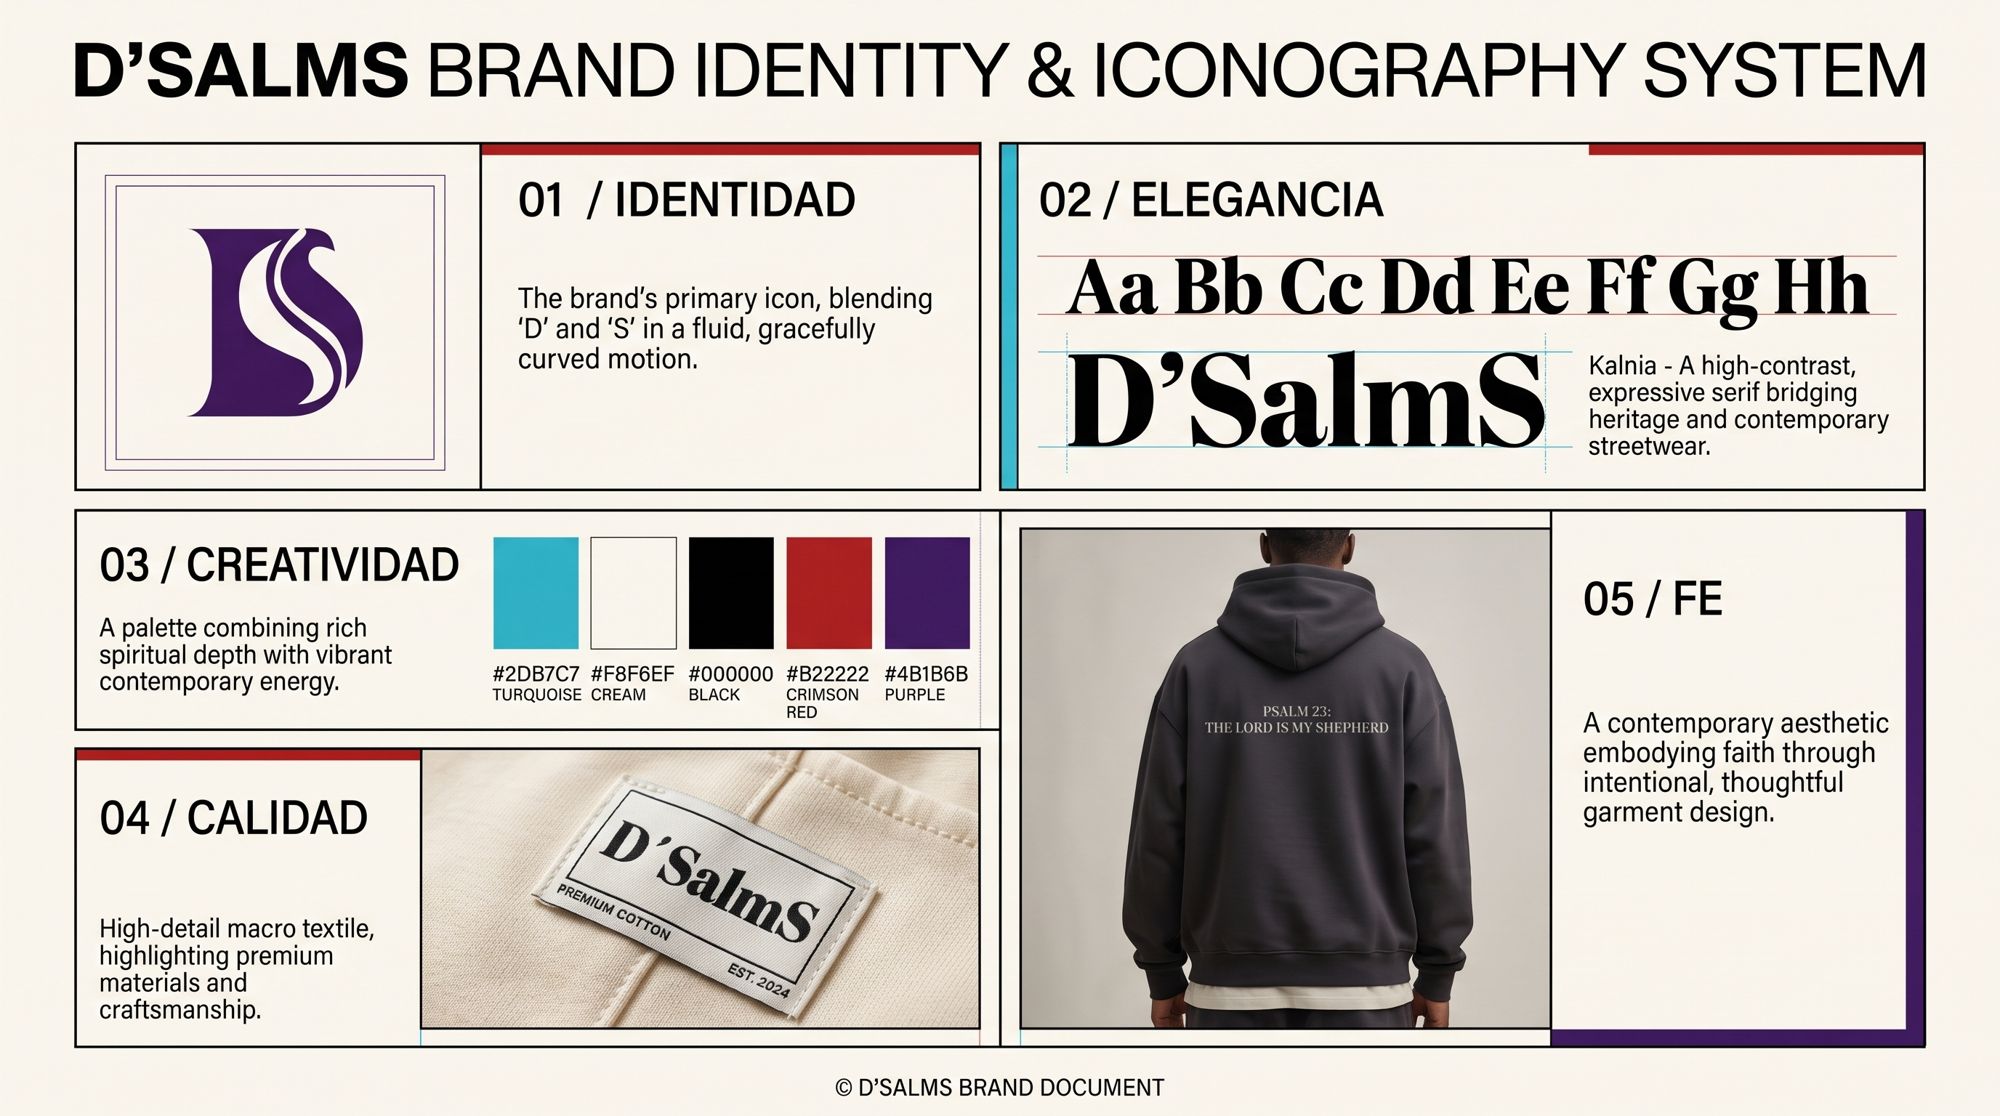 D'SALMS BRAND IDENTITY & ICONOGRAPHY SYSTEM
01 / IDENTIDAD
The brand's primary icon, blending
'D' and 'S' in a fluid, gracefully
curved motion.
02 / ELEGANCIA
Aa Bb Cc Dd Ee Ff Gg Hh
D'SalmS
Kalnia - A high-contrast,
expressive serif bridging
heritage and contemporary
streetwear.
03 / CREATIVIDAD
A palette combining rich
spiritual depth with vibrant
contemporary energy.
#2DB7C7 #F8F6EF #000000 #B22222 #4B1B6B
TURQUOISE CREAM BLACK CRIMSON RED PURPLE
04 / CALIDAD
High-detail macro textile,
highlighting premium
materials and
craftsmanship.
D'SalmS
PREMIUM COTTON
EST. 2024
PSALM 23:
THE LORD IS MY SHEPHERD
05 / FE
A contemporary aesthetic
embodying faith through
intentional, thoughtful
garment design.
© D'SALMS BRAND DOCUMENT